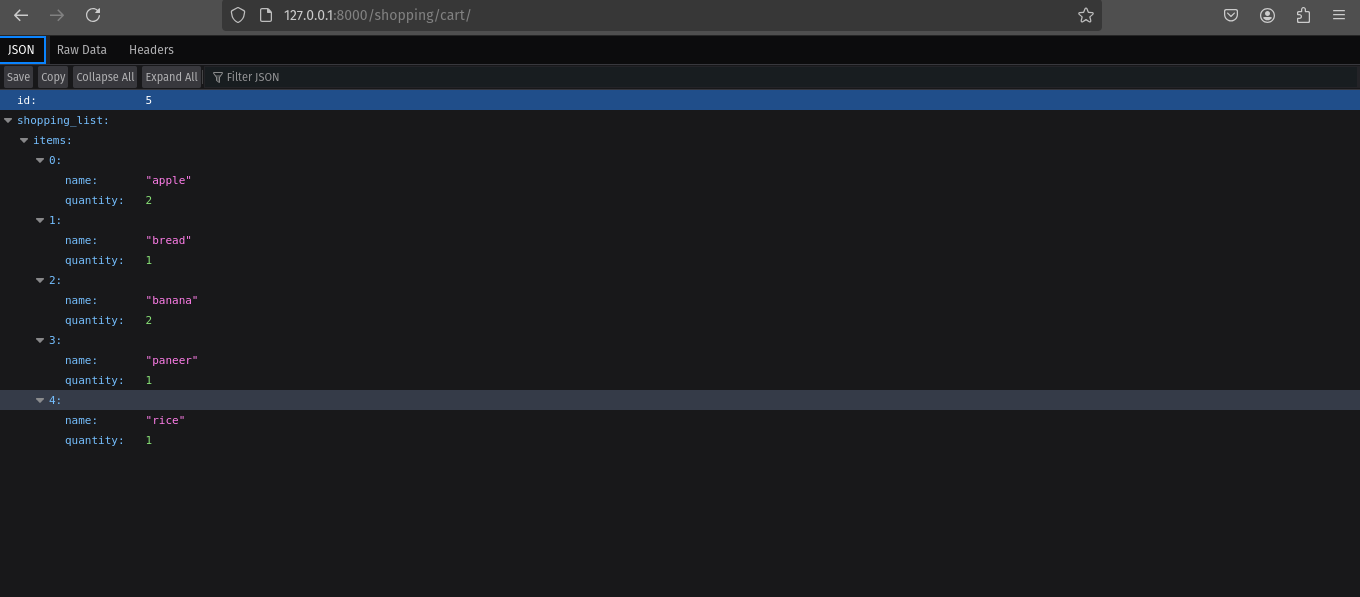 127.0.0.1:8000/shopping/cart/
JSON Raw Data Headers
Save Copy Collapse All Expand All Filter JSON
id: 5
shopping_list:
items:
0:
name: "apple"
quantity: 2
1:
name: "bread"
quantity: 1
2:
name: "banana"
quantity: 2
3:
name: "paneer"
quantity: 1
4:
name: "rice"
quantity: 1